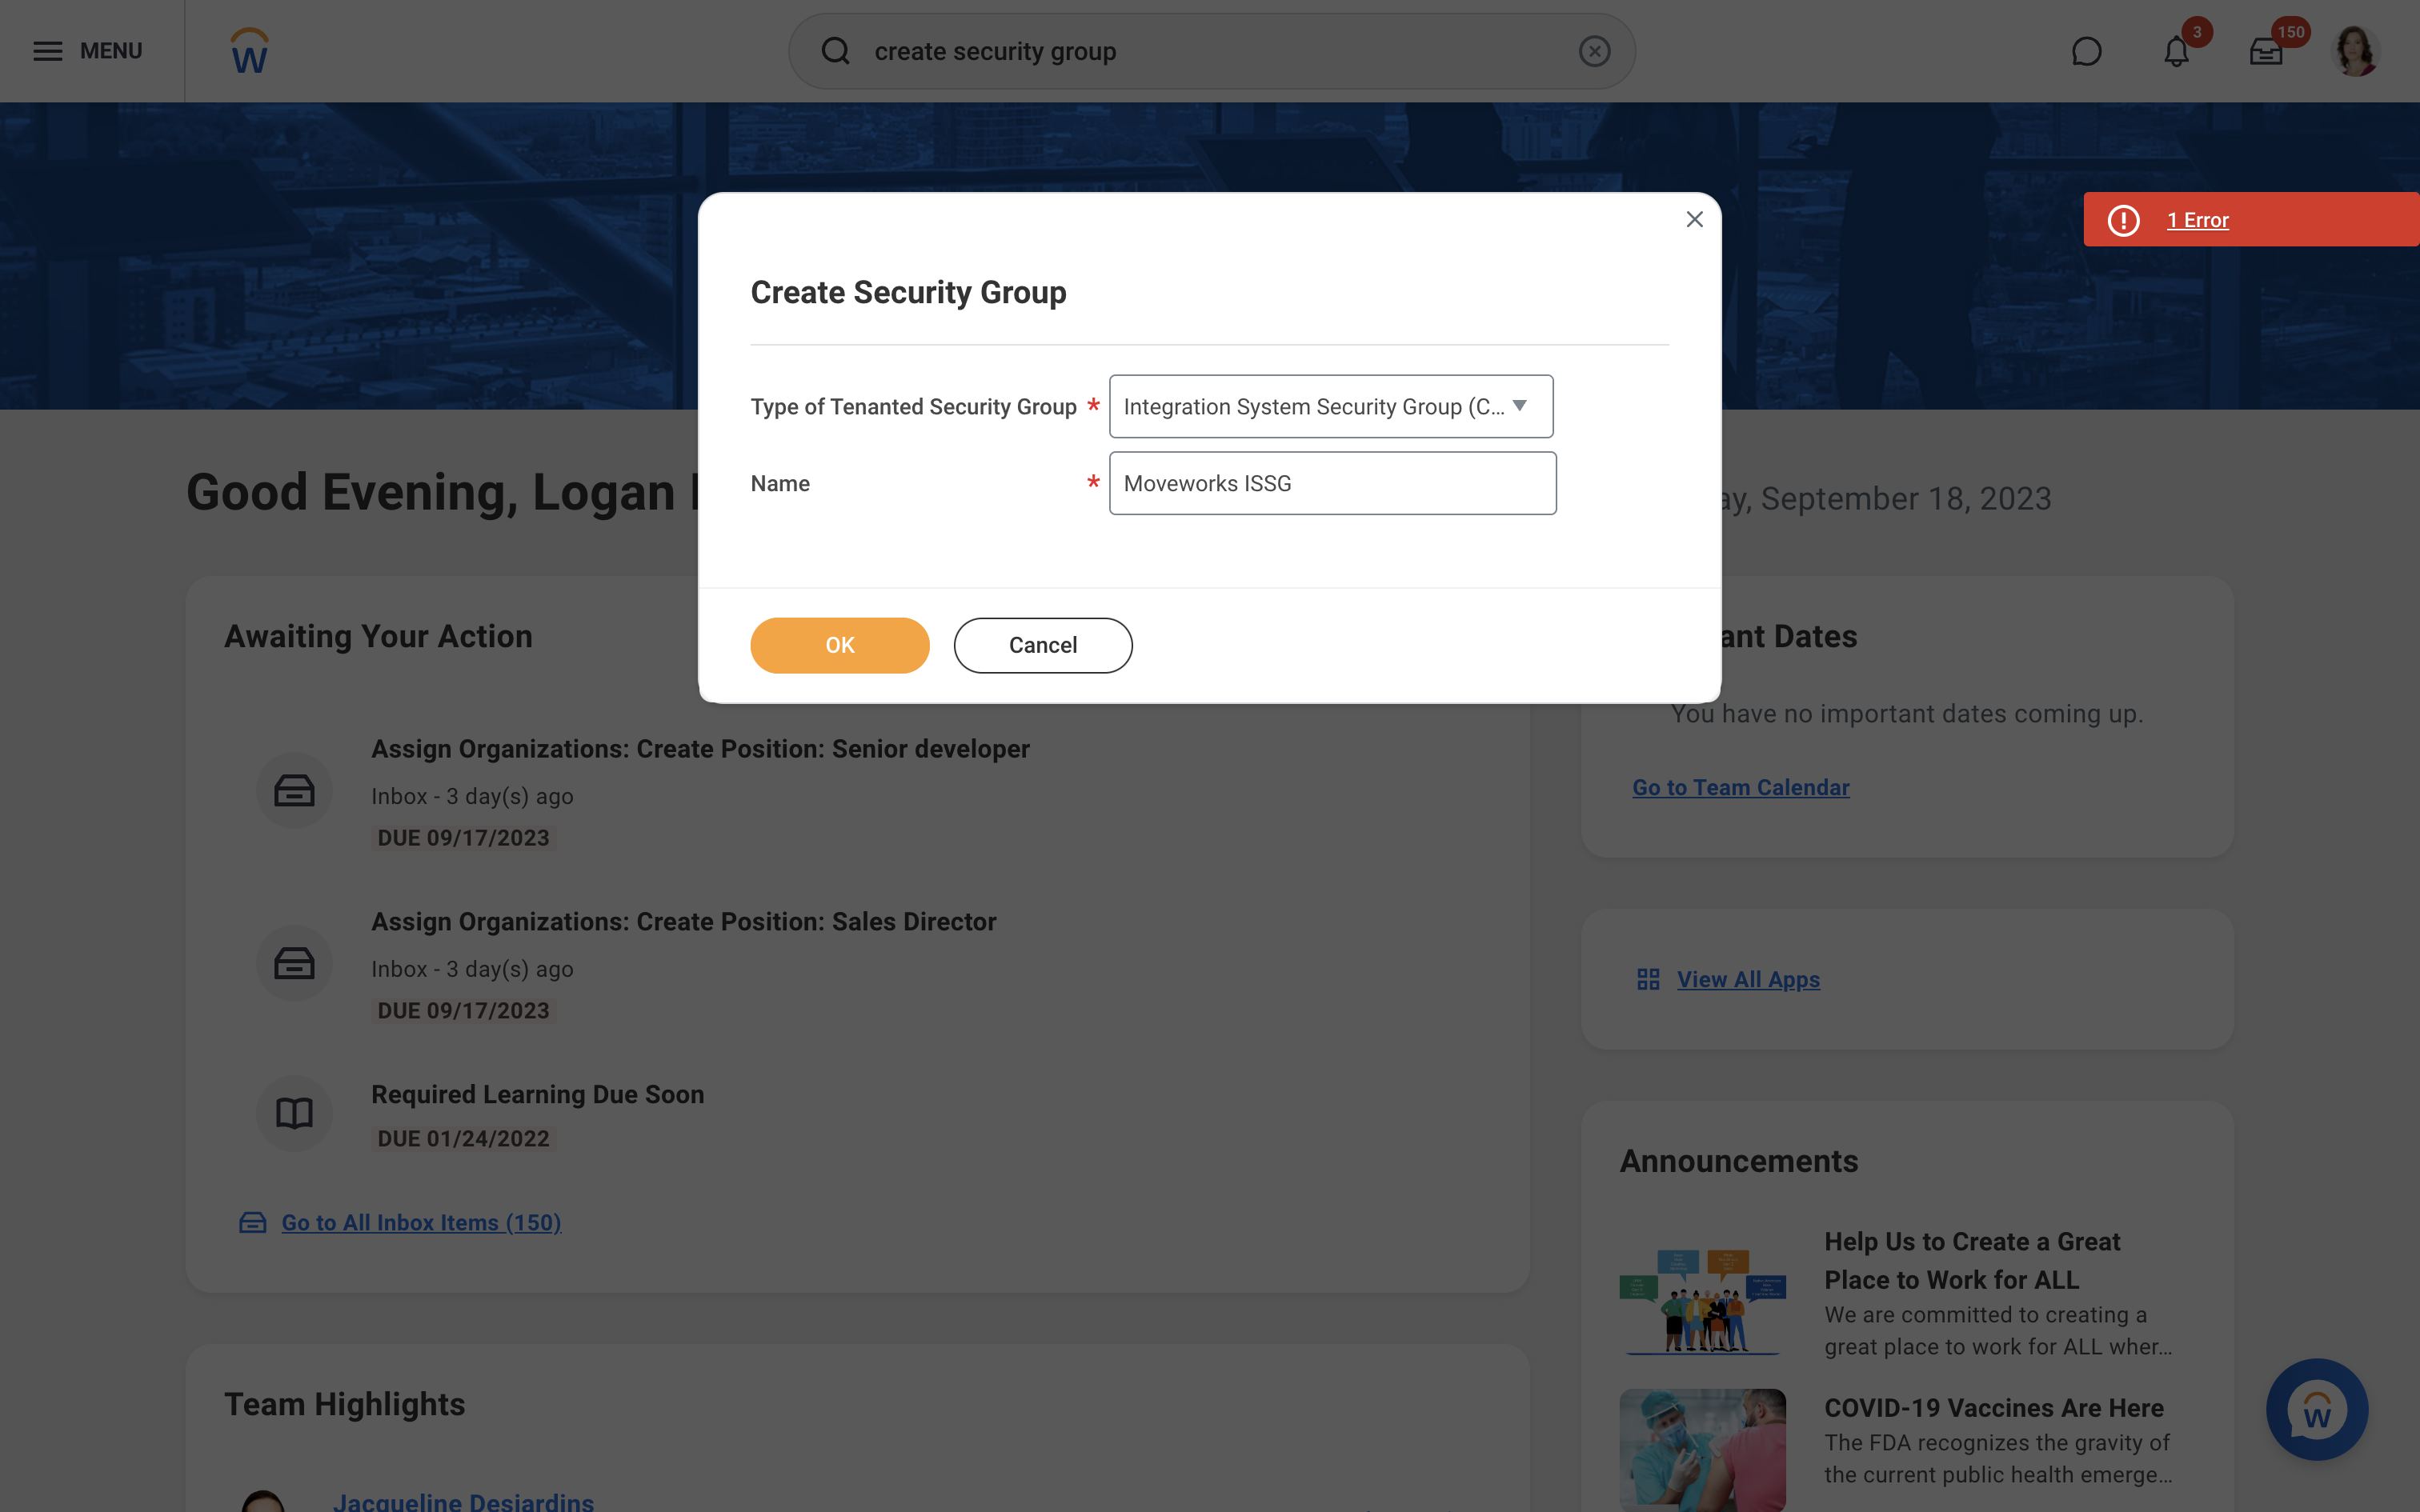 MENU
W
create security group
3
150
1 Error
Create Security Group
Type of Tenanted Security Group *
Integration System Security Group (C...
Name *
Moveworks ISSG
OK
Cancel
Good Evening, Logan
ay, September 18, 2023
Awaiting Your Action
Assign Organizations: Create Position: Senior developer
Inbox - 3 day(s) ago
DUE 09/17/2023
Assign Organizations: Create Position: Sales Director
Inbox - 3 day(s) ago
DUE 09/17/2023
Required Learning Due Soon
DUE 01/24/2022
Go to All Inbox Items (150)
Team Highlights
Jacqueline Desjardins
ant Dates
You have no important dates coming up.
Go to Team Calendar
View All Apps
Announcements
Help Us to Create a Great
Place to Work for ALL
We are committed to creating a
great place to work for ALL wher...
COVID-19 Vaccines Are Here
The FDA recognizes the gravity of
the current public health emerge...
W